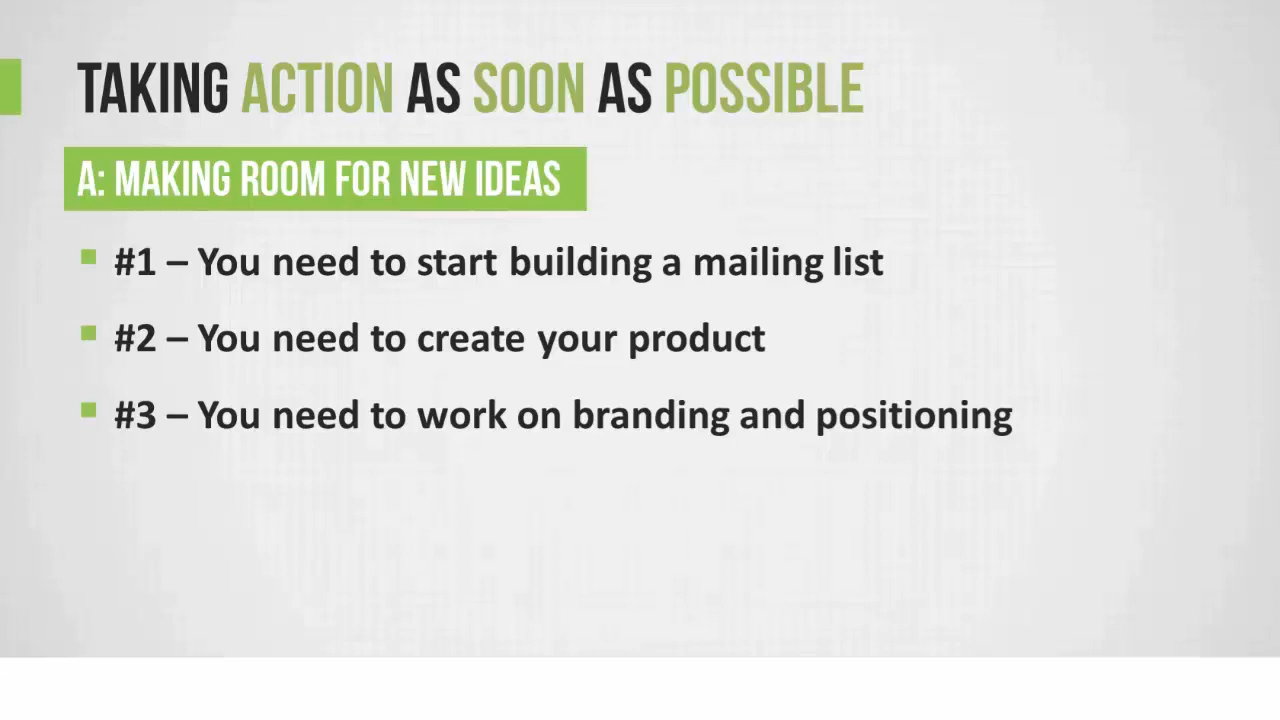 TAKING ACTION AS SOON AS POSSIBLE
A: MAKING ROOM FOR NEW IDEAS
#1 – You need to start building a mailing list
#2 – You need to create your product
#3 – You need to work on branding and positioning